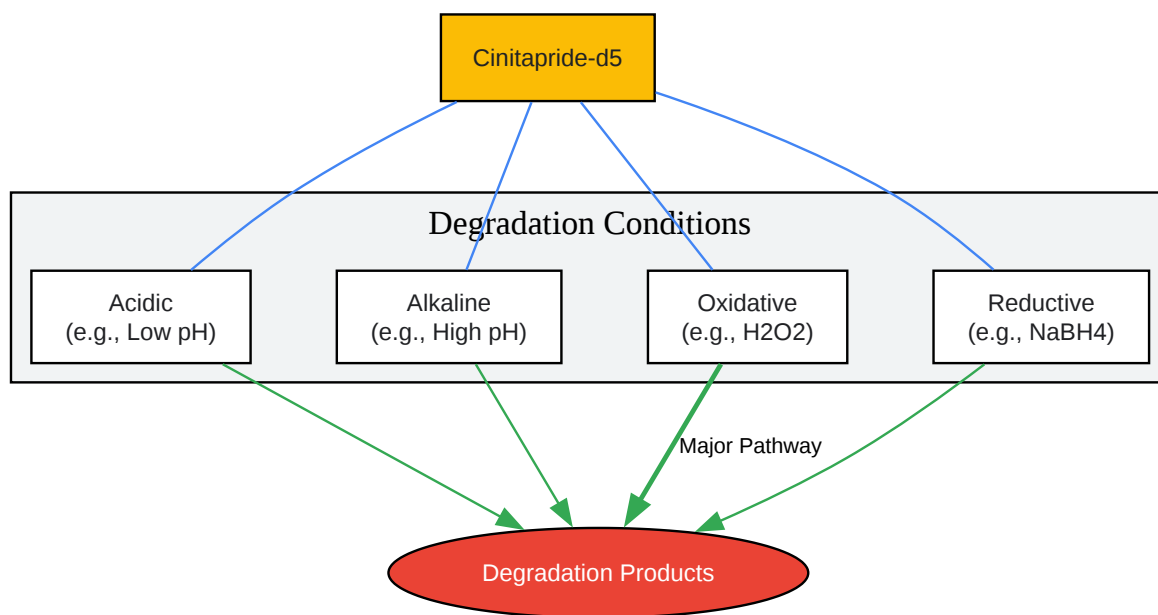 Cinitapride-d5
Degradation Conditions
Acidic
(e.g., Low pH)
Alkaline
(e.g., High pH)
Oxidative
(e.g., H2O2)
Reductive
(e.g., NaBH4)
Major Pathway
Degradation Products